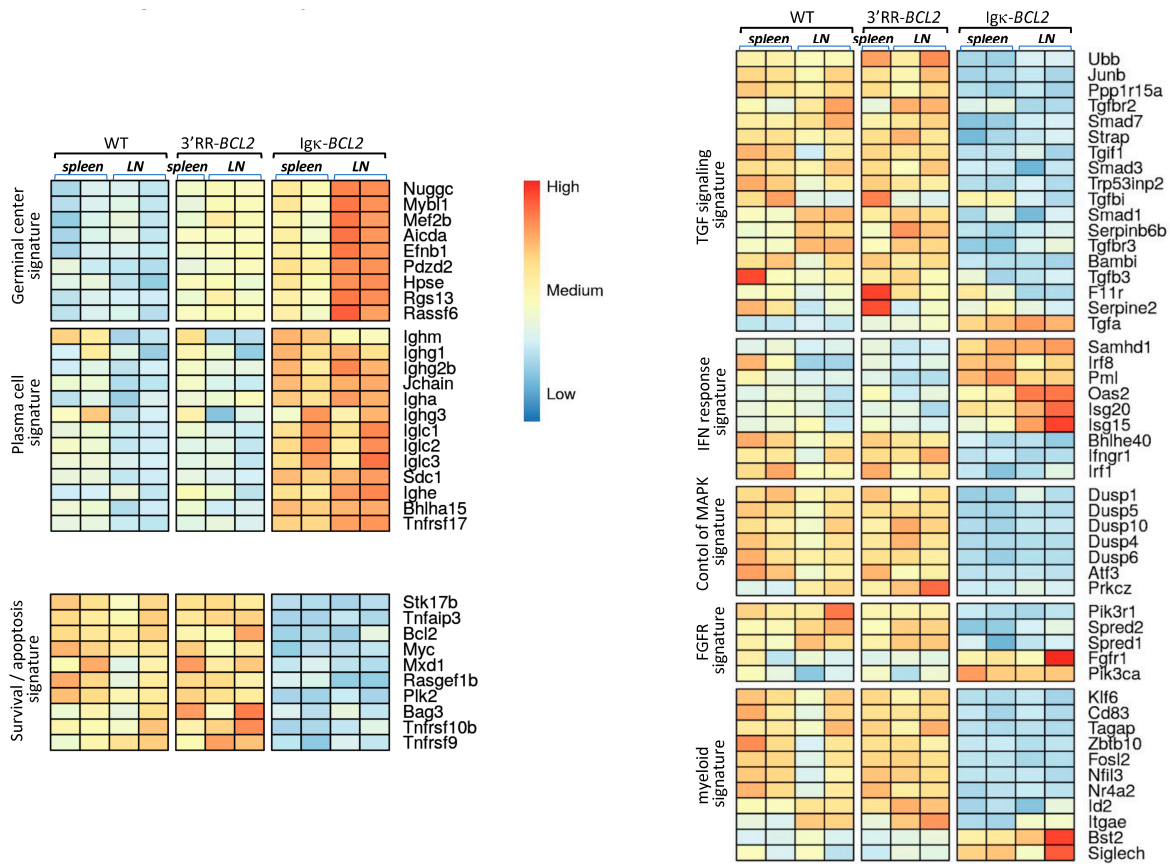 WT 3'RR-BCL2 Igκ-BCL2
spleen LN spleen LN spleen LN
Germinal center
signature
Nuggc
Mybl1
Mef2b
Aicda
Efnb1
Pdzd2
Hpse
Rgs13
Rassf6
Plasma cell
signature
Ighm
Ighg1
Ighg2b
Jchain
Igha
Ighg3
Iglc1
Iglc2
Iglc3
Sdc1
Ighe
Bhlha15
Tnfrsf17
Survival / apoptosis
signature
Stk17b
Tnfaip3
Bcl2
Myc
Mxd1
Rasgef1b
Plk2
Bag3
Tnfrsf10b
Tnfrsf9
High
Medium
Low
WT 3'RR-BCL2 Igκ-BCL2
spleen LN spleen LN spleen LN
TGF signaling
signature
Ubb
Junb
Ppp1r15a
Tgfbr2
Smad7
Strap
Tgif1
Smad3
Trp53inp2
Tgfbi
Smad1
Serpinb6b
Tgfbr3
Bambi
Tgfb3
F11r
Serpine2
Tgfa
IFN response
signature
Samhd1
Irf8
Pml
Oas2
Isg20
Isg15
Bhlhe40
Ifngr1
Irf1
Contol of MAPK
signature
Dusp1
Dusp5
Dusp10
Dusp4
Dusp6
Atf3
Prkcz
FGFR
signature
Pik3r1
Spred2
Spred1
Fgfr1
Pik3ca
myeloid
signature
Klf6
Cd83
Tagap
Zbtb10
Fosl2
Nfil3
Nr4a2
Id2
Itgae
Bst2
Siglech